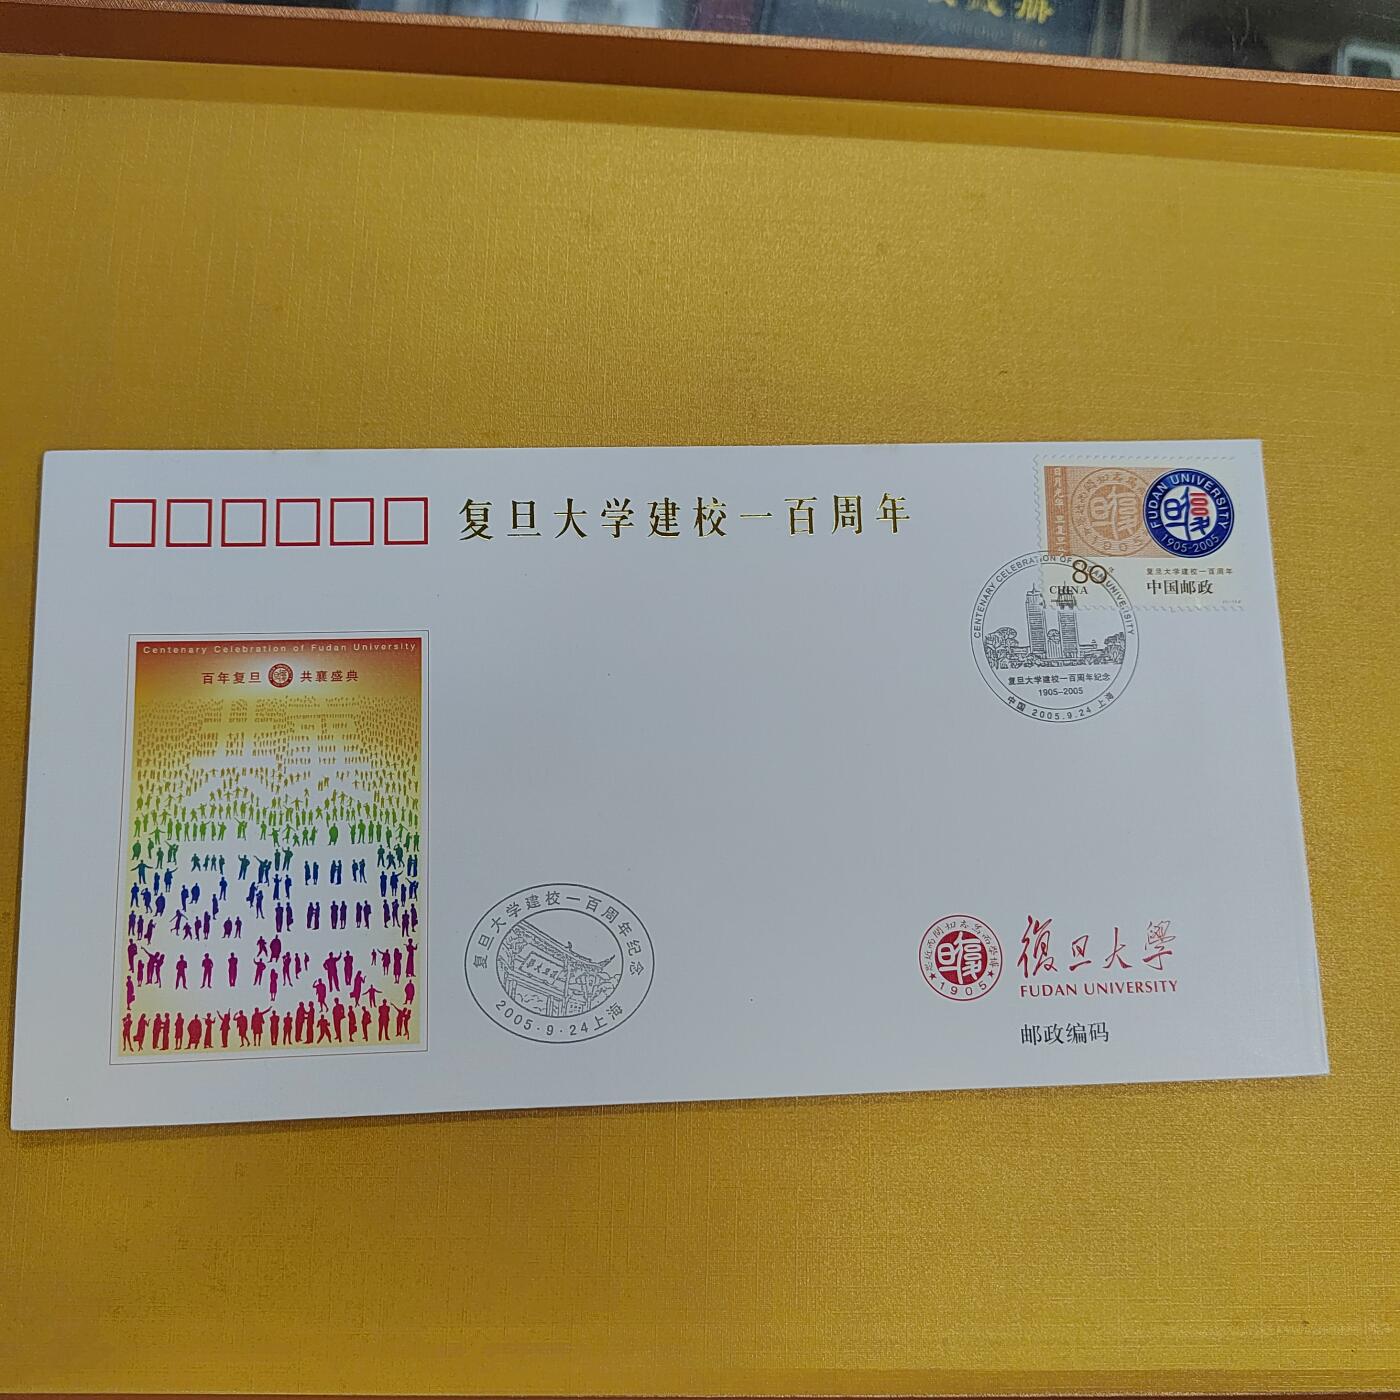 复旦大学建校一百周年
FUDAN UNIVERSITY
100
1905-2005
1905
80
CHINA
复旦大学建校一百周年
中国邮政
CENTENARY CELEBRATION OF FUDAN UNIVERSITY
复旦大学建校一百周年纪念
1905-2005
中国 2005.9.24 上海
Centenary Celebration of Fudan University
百年复旦 共襄盛典
复旦大学建校一百周年纪念
2005·9·24上海
1905
復旦大學
FUDAN UNIVERSITY
邮政编码